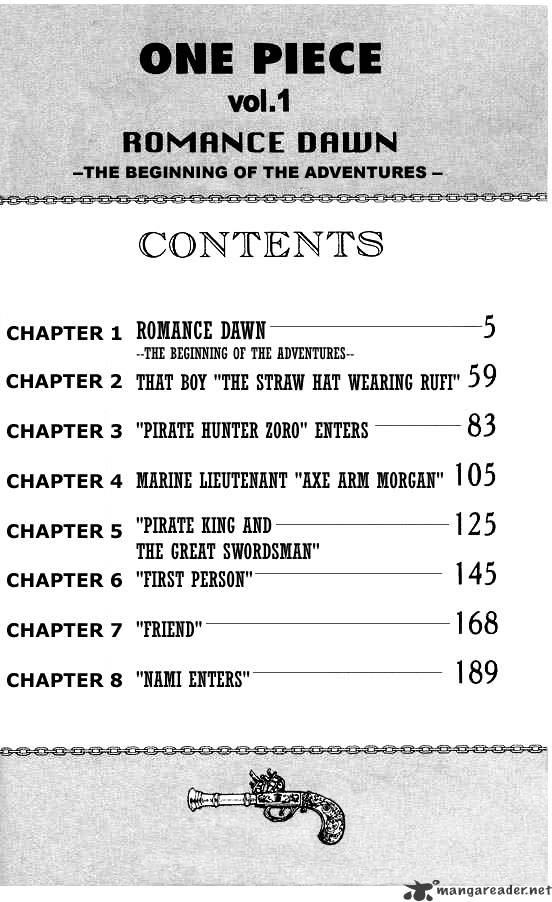 ONE PIECE
vol.1
ROMANCE DAWN
–THE BEGINNING OF THE ADVENTURES –
CONTENTS
CHAPTER 1 ROMANCE DAWN 5
--THE BEGINNING OF THE ADVENTURES--
CHAPTER 2 THAT BOY "THE STRAW HAT WEARING RUFI" 59
CHAPTER 3 "PIRATE HUNTER ZORO" ENTERS 83
CHAPTER 4 MARINE LIEUTENANT "AXE ARM MORGAN" 105
CHAPTER 5 "PIRATE KING AND 125
THE GREAT SWORDSMAN"
CHAPTER 6 "FIRST PERSON" 145
CHAPTER 7 "FRIEND" 168
CHAPTER 8 "NAMI ENTERS" 189
mangareader.net